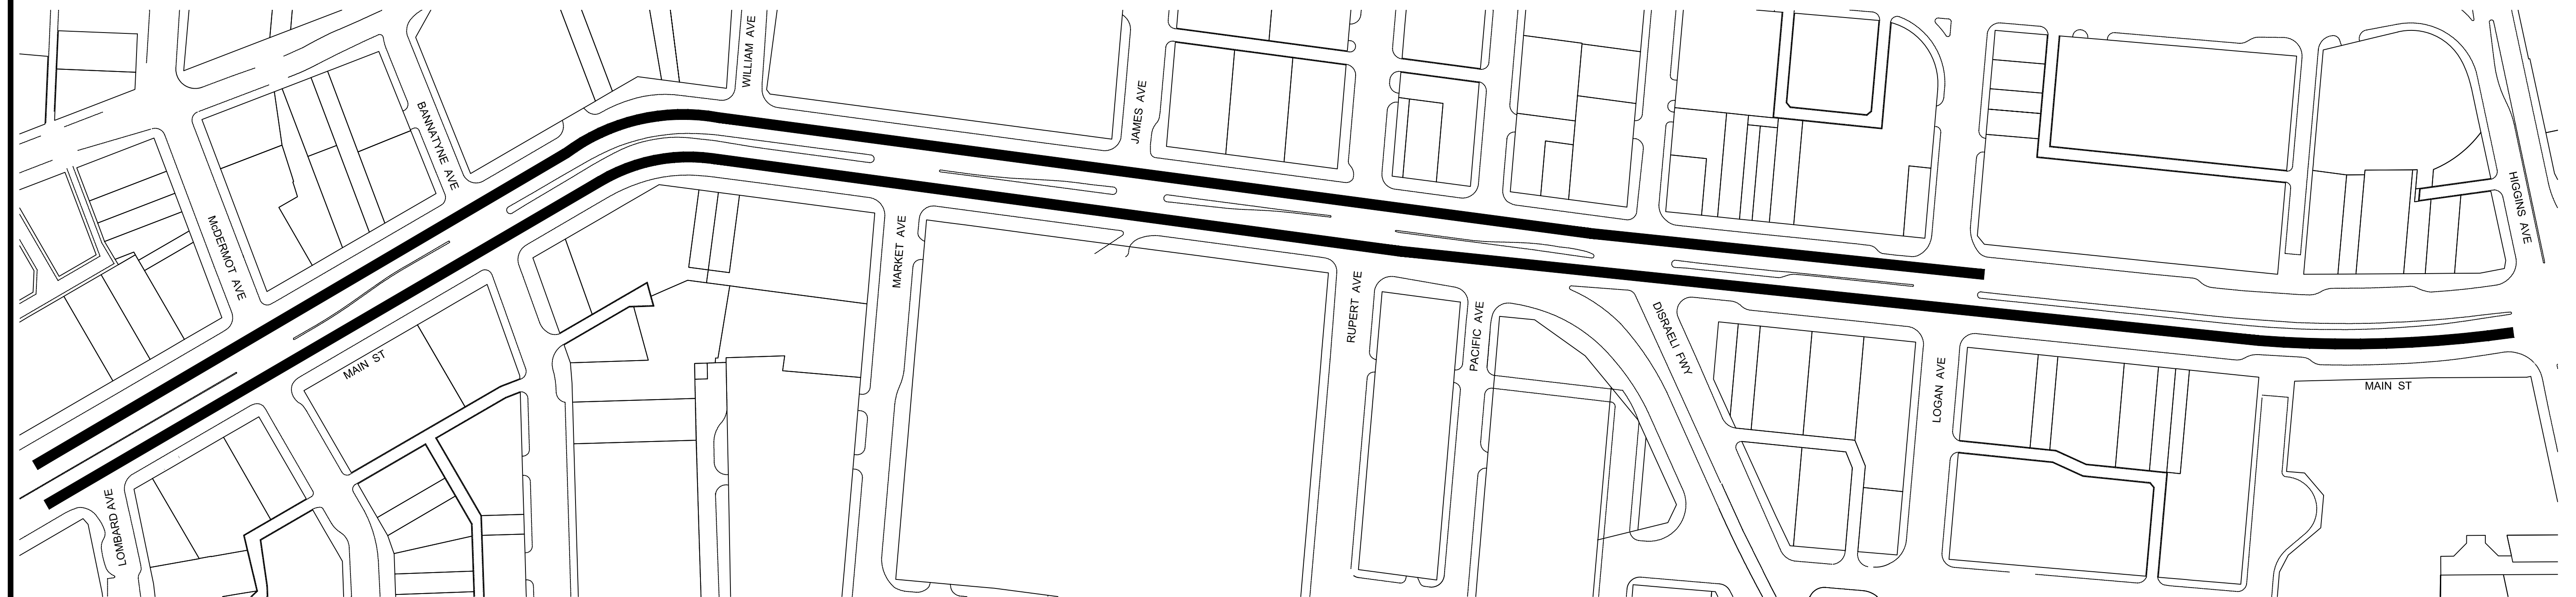 WILLIAM AVE
BANNATYNE AVE
JAMES AVE
McDERMOT AVE
MARKET AVE
HIGGINS AVE
RUPERT AVE
PACIFIC AVE
DISRAELI FWY
MAIN ST
LOGAN AVE
MAIN ST
LOMBARD AVE